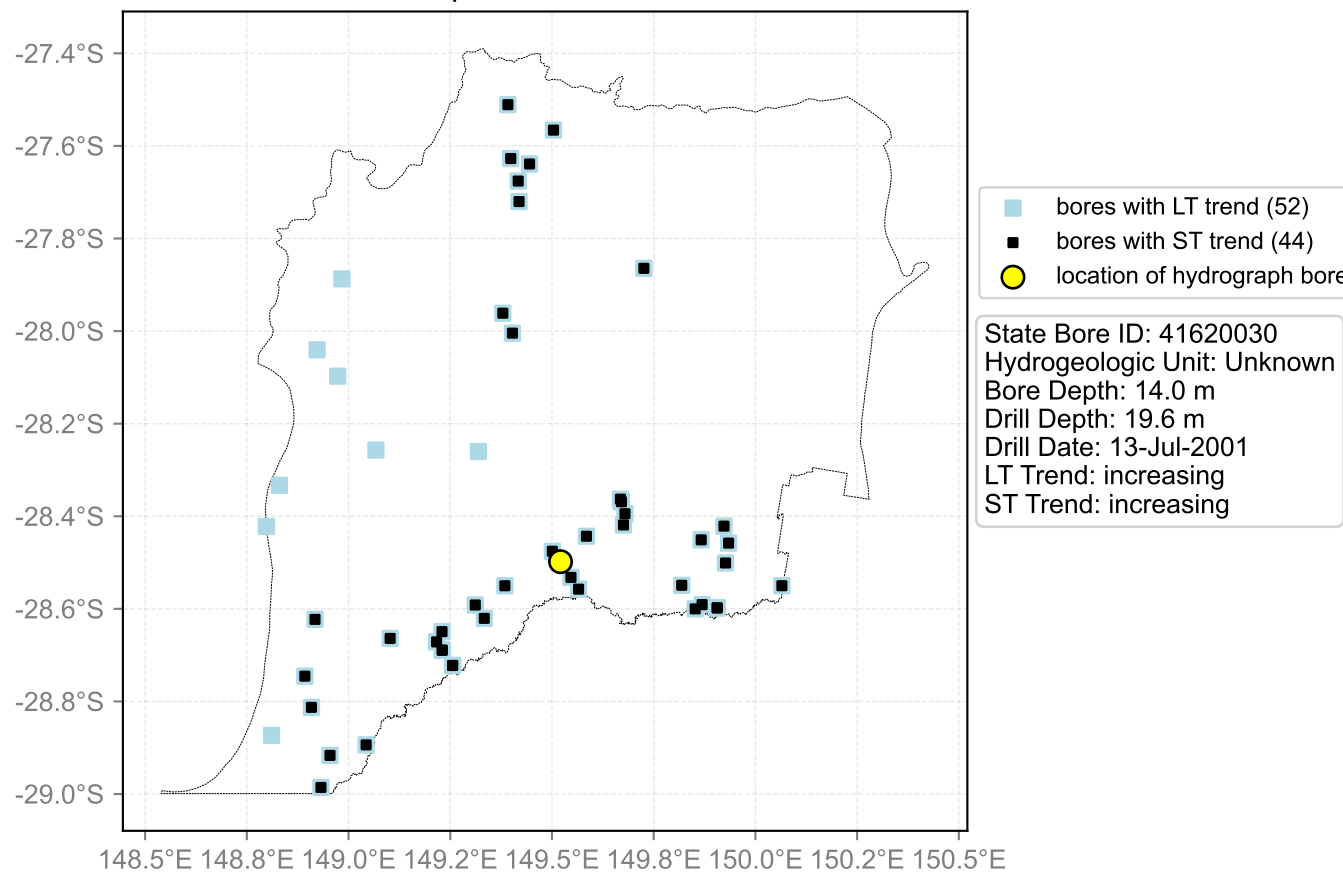 -27.4°S
-27.6°S
-27.8°S
-28.0°S
-28.2°S
-28.4°S
-28.6°S
-28.8°S
-29.0°S
148.5°E 148.8°E 149.0°E 149.2°E 149.5°E 149.8°E 150.0°E 150.2°E 150.5°E
bores with LT trend (52)
bores with ST trend (44)
location of hydrograph bore
State Bore ID: 41620030
Hydrogeologic Unit: Unknown
Bore Depth: 14.0 m
Drill Depth: 19.6 m
Drill Date: 13-Jul-2001
LT Trend: increasing
ST Trend: increasing